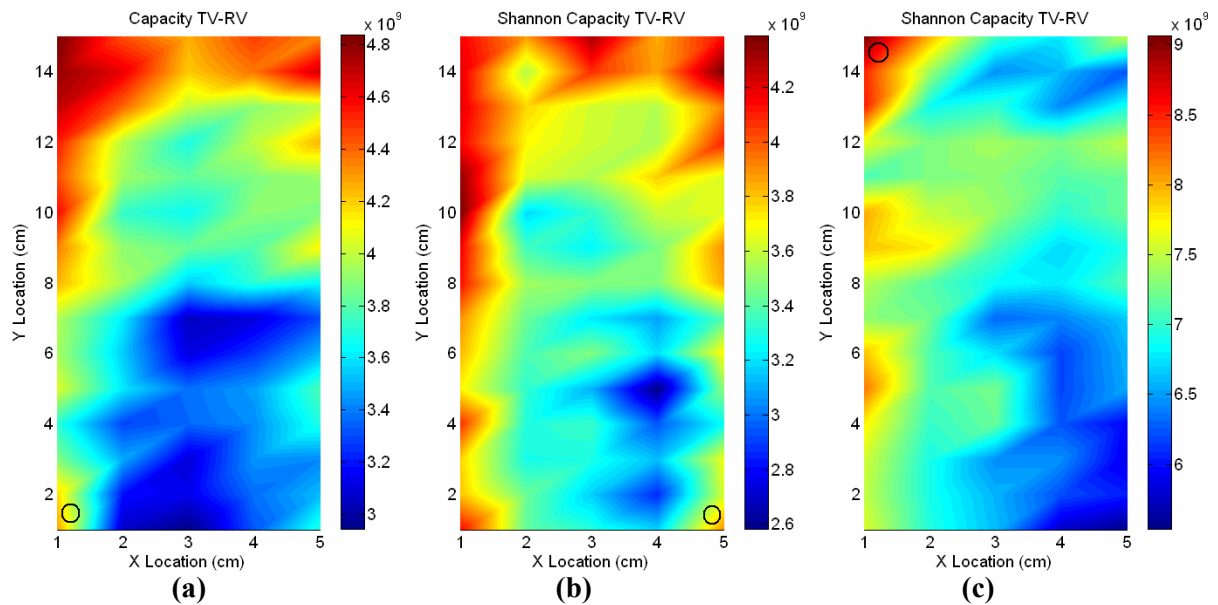 Capacity TV-RV
x 10^9
14
12
10
8
6
4
2
1 2 3 4 5
Y Location (cm)
X Location (cm)
4.8
4.6
4.4
4.2
4
3.8
3.6
3.4
3.2
3
(a)
Shannon Capacity TV-RV
x 10^9
14
12
10
8
6
4
2
1 2 3 4 5
Y Location (cm)
X Location (cm)
4.2
4
3.8
3.6
3.4
3.2
3
2.8
2.6
(b)
Shannon Capacity TV-RV
x 10^9
14
12
10
8
6
4
2
1 2 3 4 5
Y Location (cm)
X Location (cm)
9
8.5
8
7.5
7
6.5
6
(c)